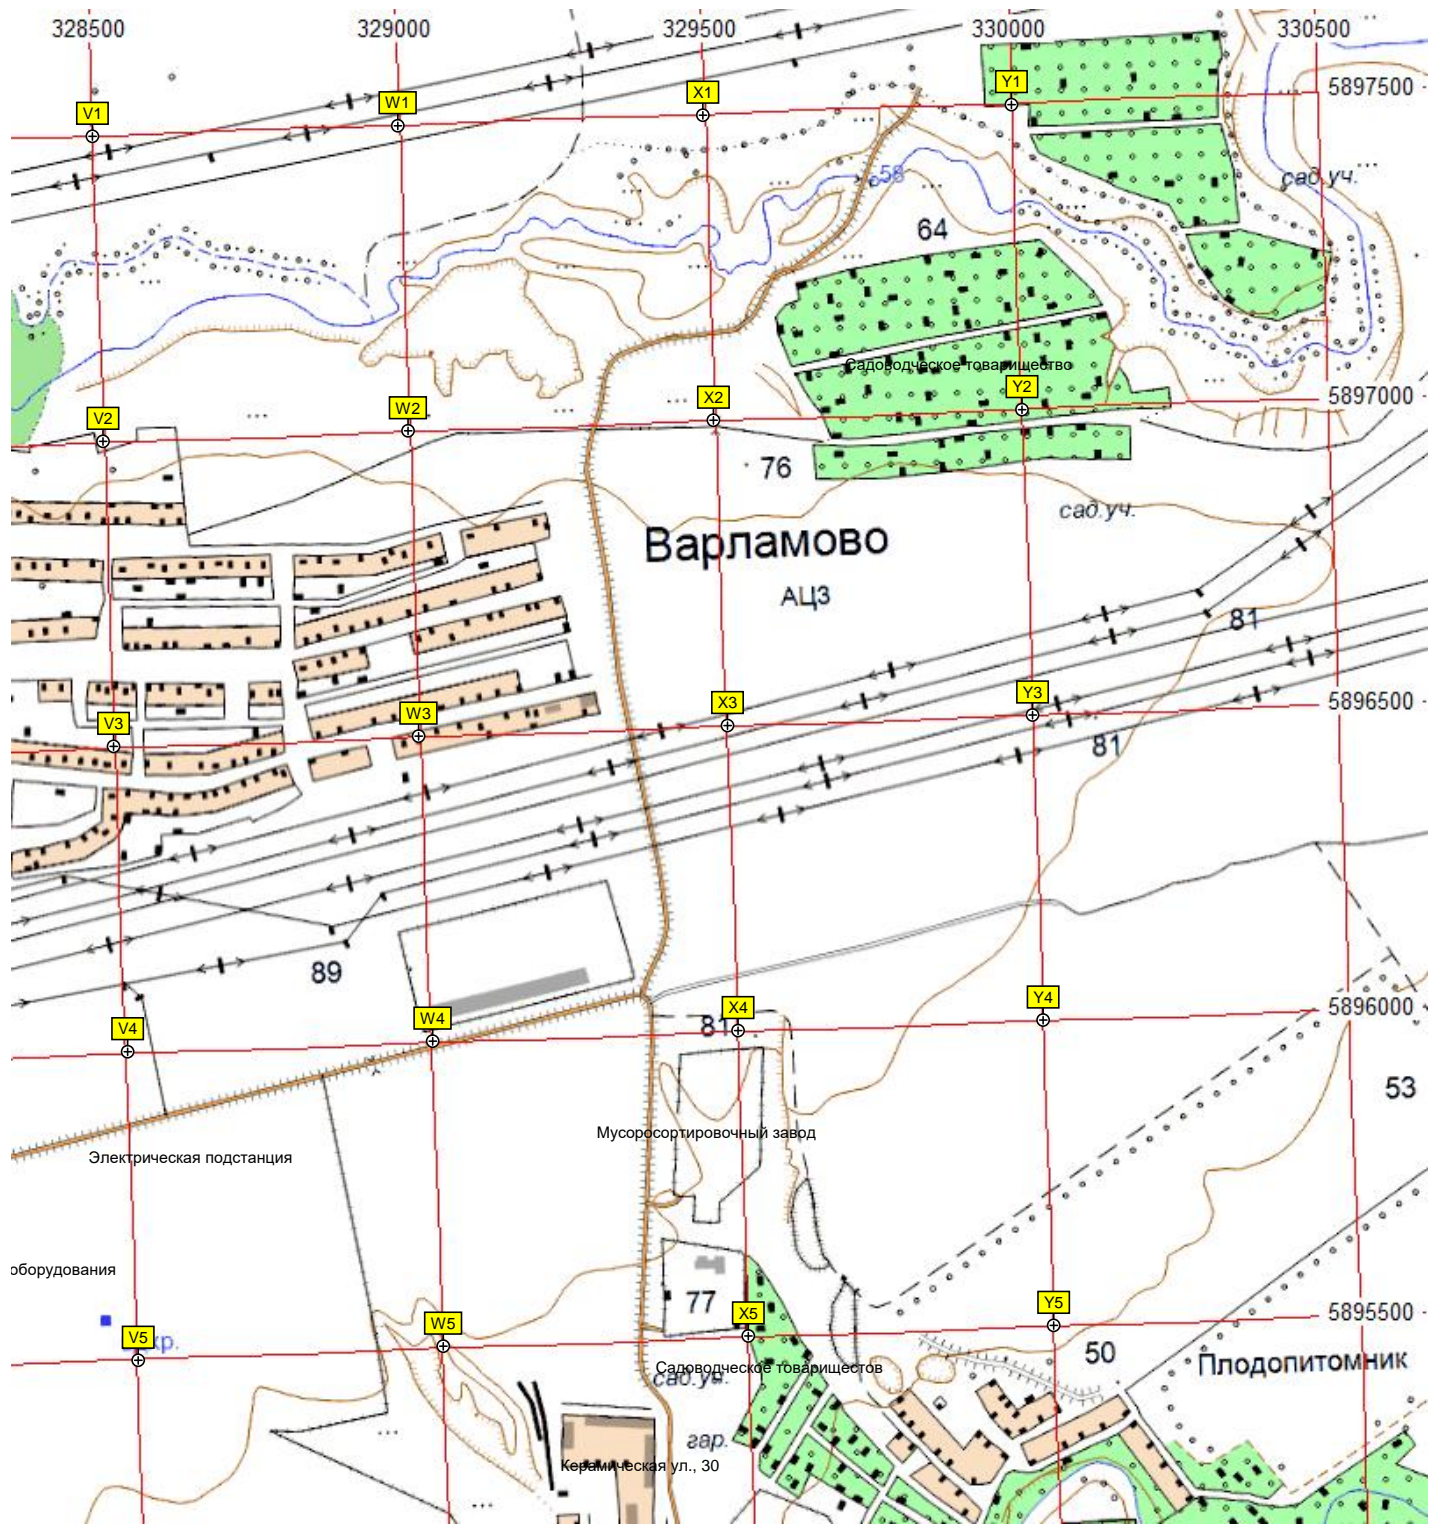 328500 329000 329500 330000 330500
5897500
V1 W1 X1 Y1
58
сад.уч.
64
Садоводческое товарищество
5897000
V2 W2 X2 Y2
76
сад.уч.
Варламово
АЦЗ
81
5896500
V3 W3 X3 Y3
81
89
5896000
V4 W4 X4 Y4
81
53
Мусоросортировочный завод
Электрическая подстанция
оборудования
77
5895500
V5 W5 X5 Y5
кр.
50
Плодопитомник
Садоводческое товариществов
сад.уч.
гар.
Керамическая ул., 30